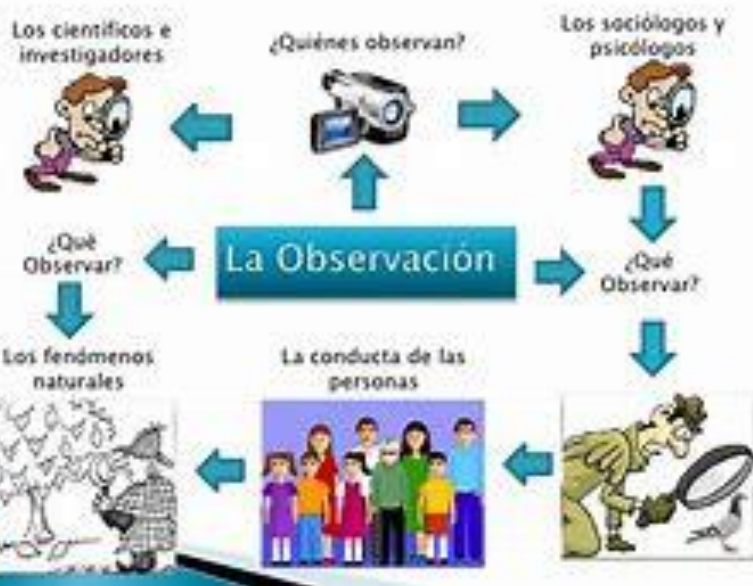 Los científicos e
investigadores
¿Quiénes observan?
Los sociólogos y
psicólogos
¿Qué
Observar?
La Observación
¿Qué
Observar?
Los fenómenos
naturales
La conducta de las
personas